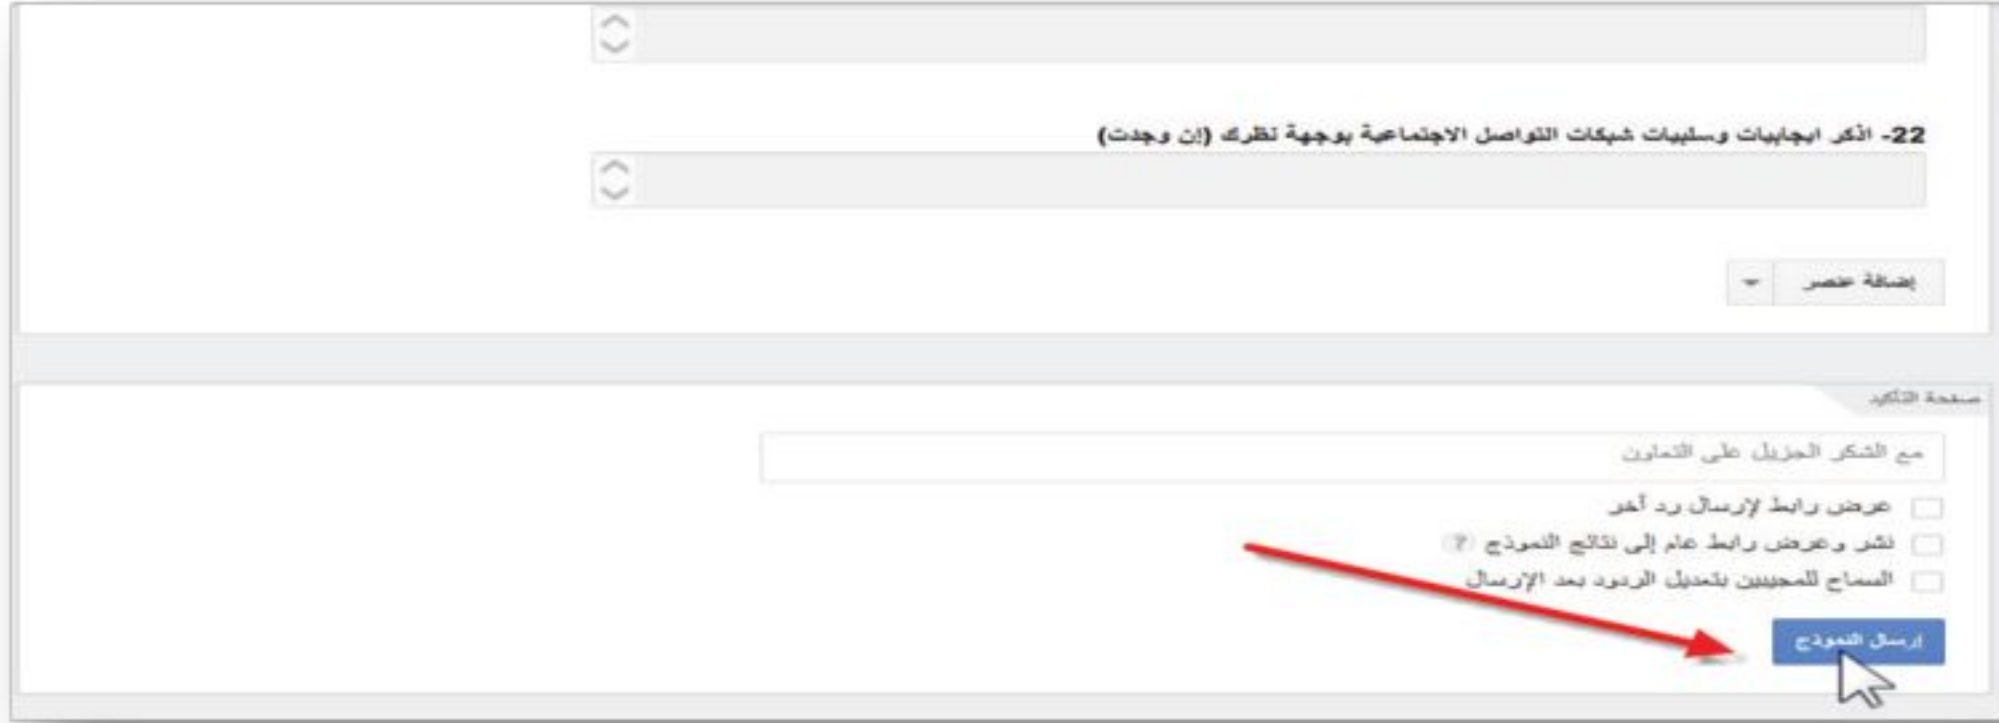 22- اذكر ايجابيات وسلبيات شبكات التواصل الاجتماعية بوجهة نظرك (إن وجدت)
إضافة عنصر
صفحة التأكيد
مع الشكر الجزيل على التعاون
عرض رابط لإرسال رد آخر
نشر وعرض رابط عام إلى نتائج النموذج (?)
السماح للمجيبين بتعديل الردود بعد الإرسال
إرسال النموذج